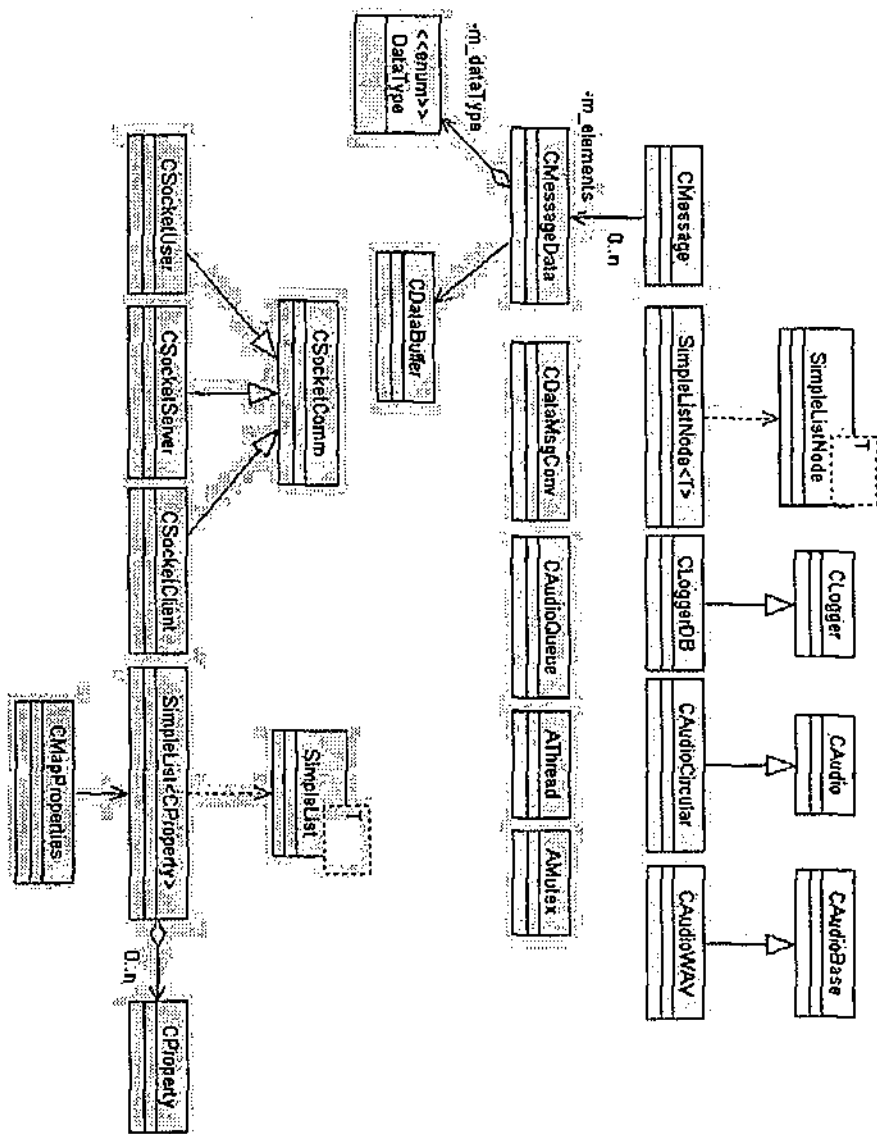 SimpleListNode
T
CLogger
CAudio
CAudioBase
CMessage
SimpleListNode<T>
CLoggerDB
CAudioCircular
CAudioWAV
0..n
-m_elements
CMessageData
CDataMsgConv
CAudioQueue
AThread
AMutex
-m_dataType
<<enum>>
DataType
CDataBuffer
CSocketComm
SimpleList
T
CSocketUser
CSocketServer
CSocketClient
SimpleList<CProperty>
0..n
CProperty
CMapProperties